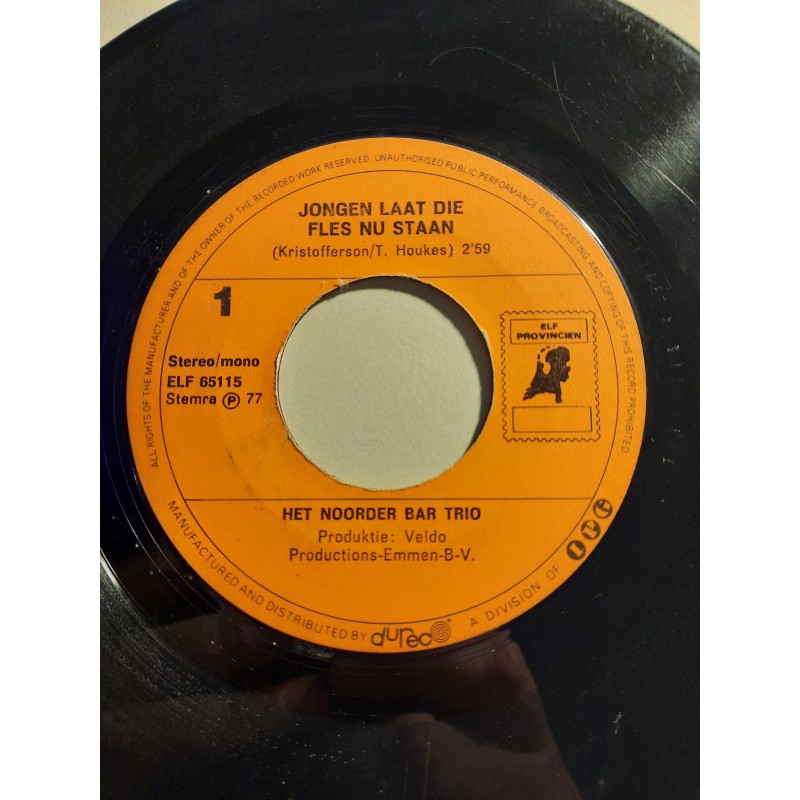 JONGEN LAAT DIE
FLES NU STAAN
(Kristofferson/T. Houkes) 2'59
1
Stereo/mono
ELF 65115
Stemra Ⓟ 77
ELF
PROVINCIEN
HET NOORDER BAR TRIO
Produktie: Veldo
Productions-Emmen-B-V.
ALL RIGHTS OF THE MANUFACTURER AND OF THE OWNER OF THE RECORDED WORK RESERVED. UNAUTHORISED PUBLIC PERFORMANCE BROADCASTING AND COPYING OF THIS RECORD PROHIBITED.
MANUFACTURED AND DISTRIBUTED BY dureco A DIVISION OF